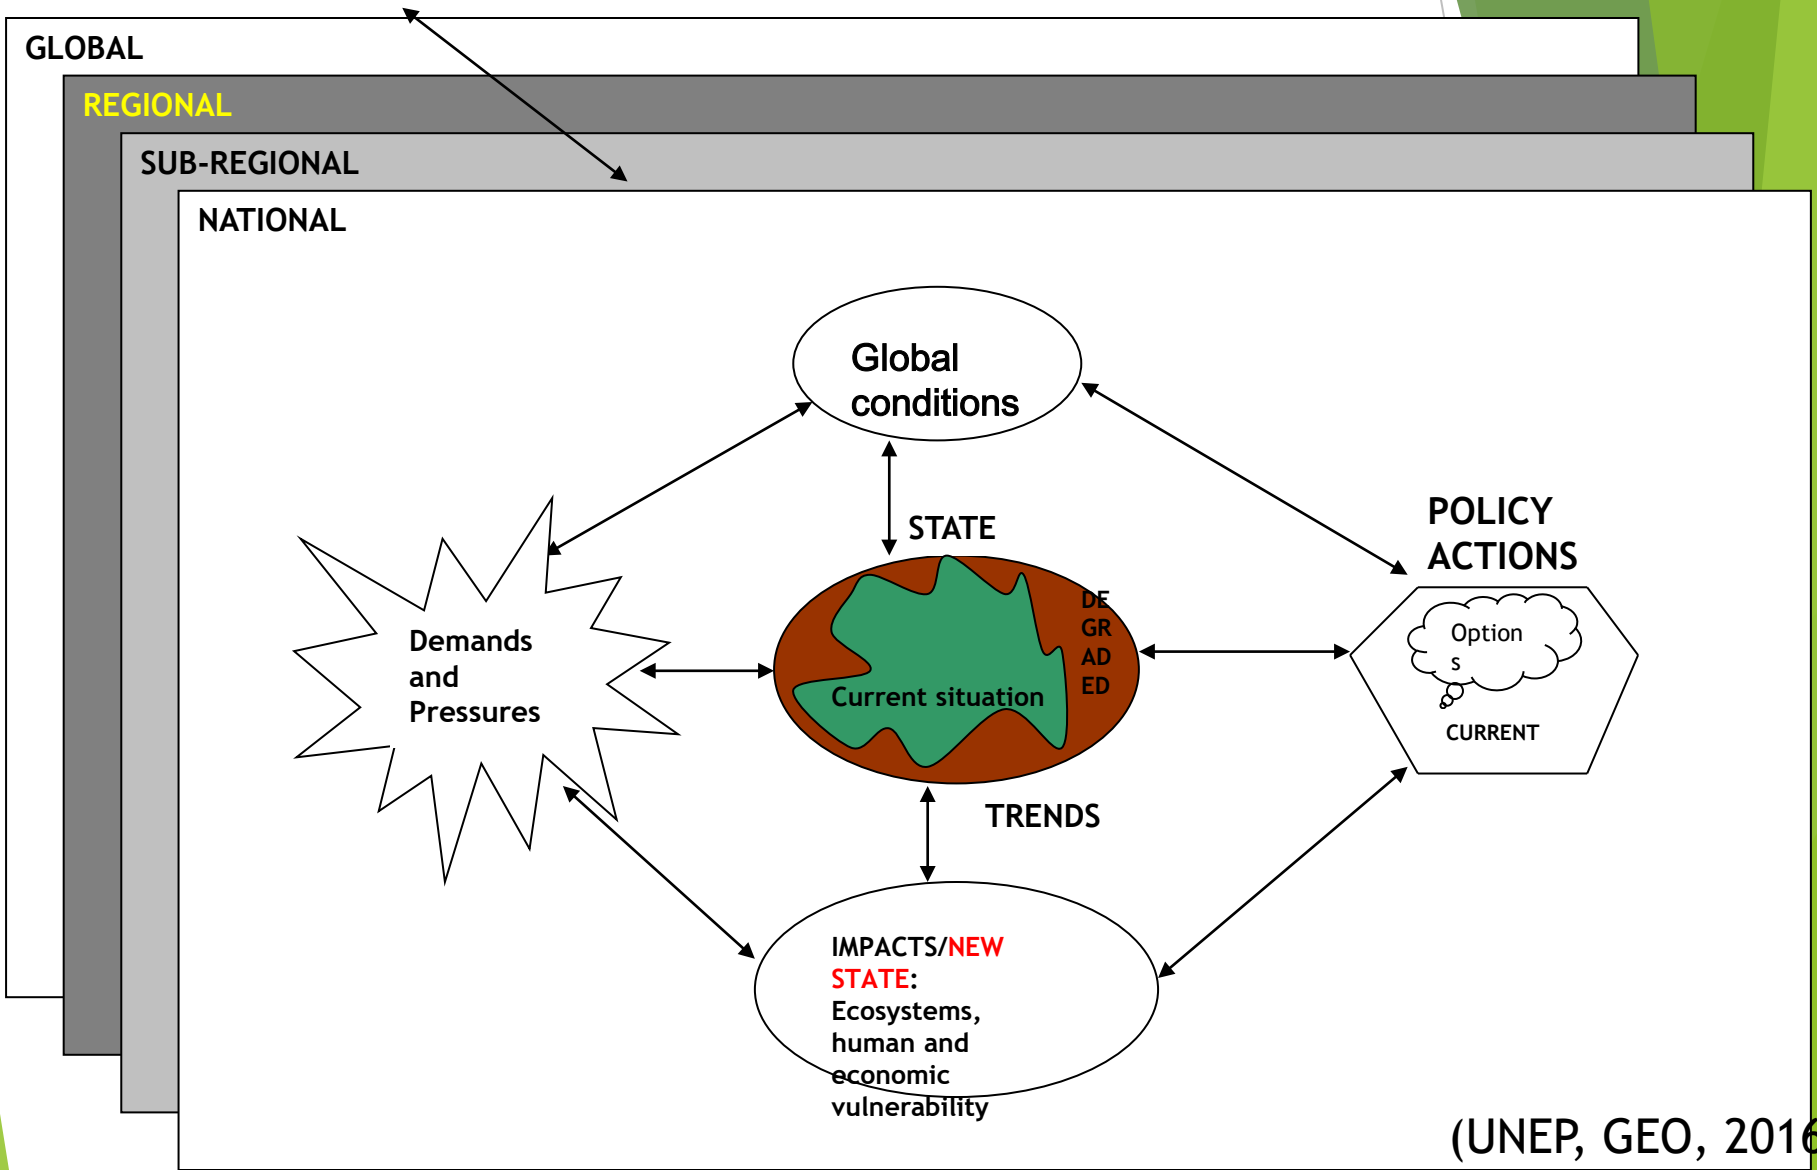 GLOBAL
REGIONAL
SUB-REGIONAL
NATIONAL
Global
conditions
STATE
POLICY
ACTIONS
Demands
and
Pressures
Current situation
DE
GR
AD
ED
Option
s
CURRENT
TRENDS
IMPACTS/NEW
STATE:
Ecosystems,
human and
economic
vulnerability
(UNEP, GEO, 2016